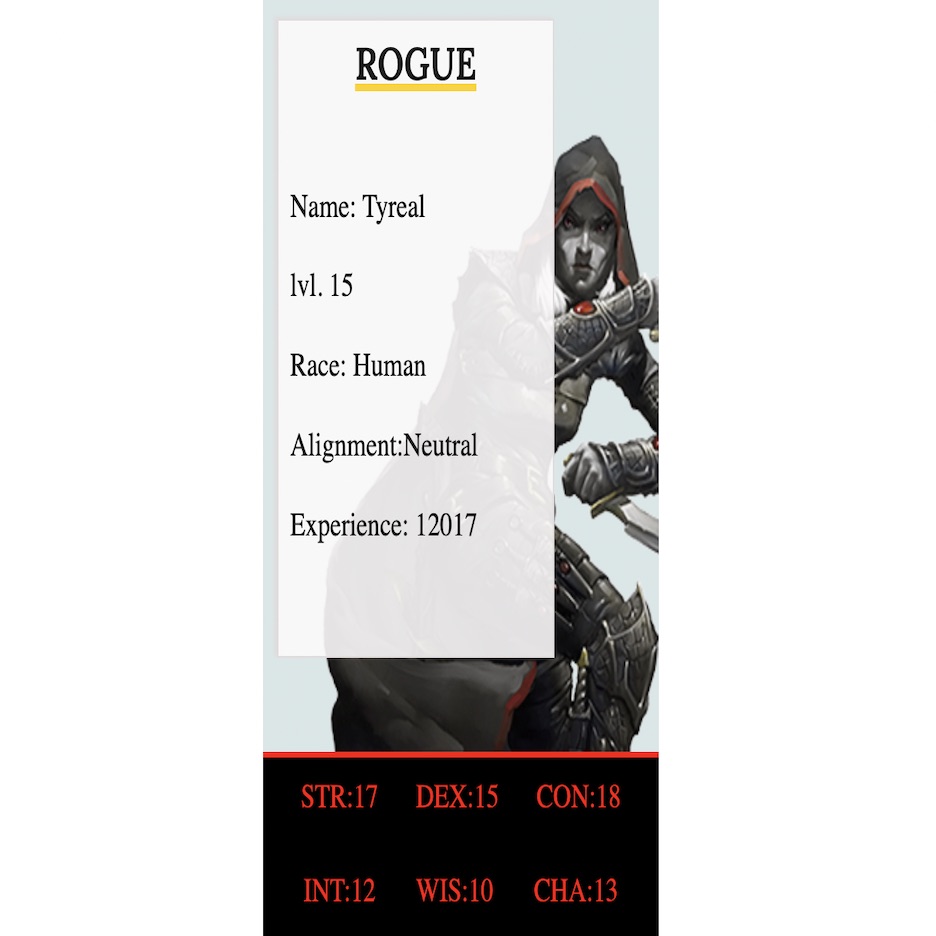 ROGUE
Name: Tyreal
lvl. 15
Race: Human
Alignment:Neutral
Experience: 12017
STR:17 DEX:15 CON:18
INT:12 WIS:10 CHA:13